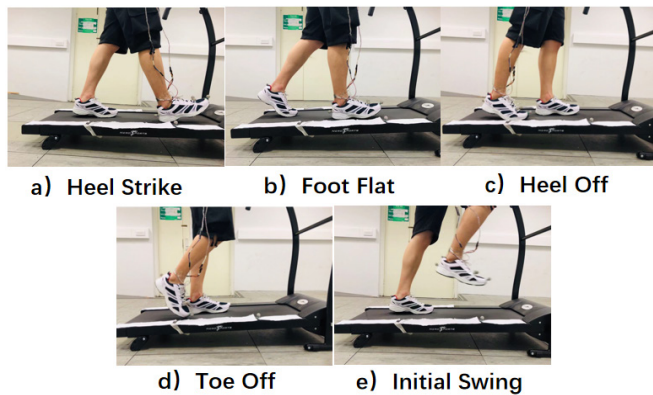 a) Heel Strike
b) Foot Flat
c) Heel Off
d) Toe Off
e) Initial Swing